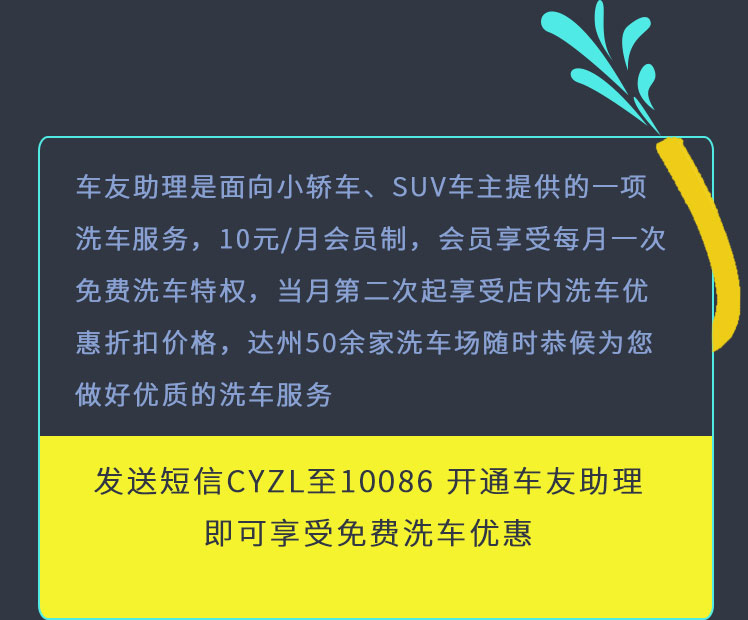 车友助理是面向小轿车、SUV车主提供的一项
洗车服务，10元/月会员制，会员享受每月一次
免费洗车特权，当月第二次起享受店内洗车优
惠折扣价格，达州50余家洗车场随时恭候为您
做好优质的洗车服务
发送短信CYZL至10086 开通车友助理
即可享受免费洗车优惠